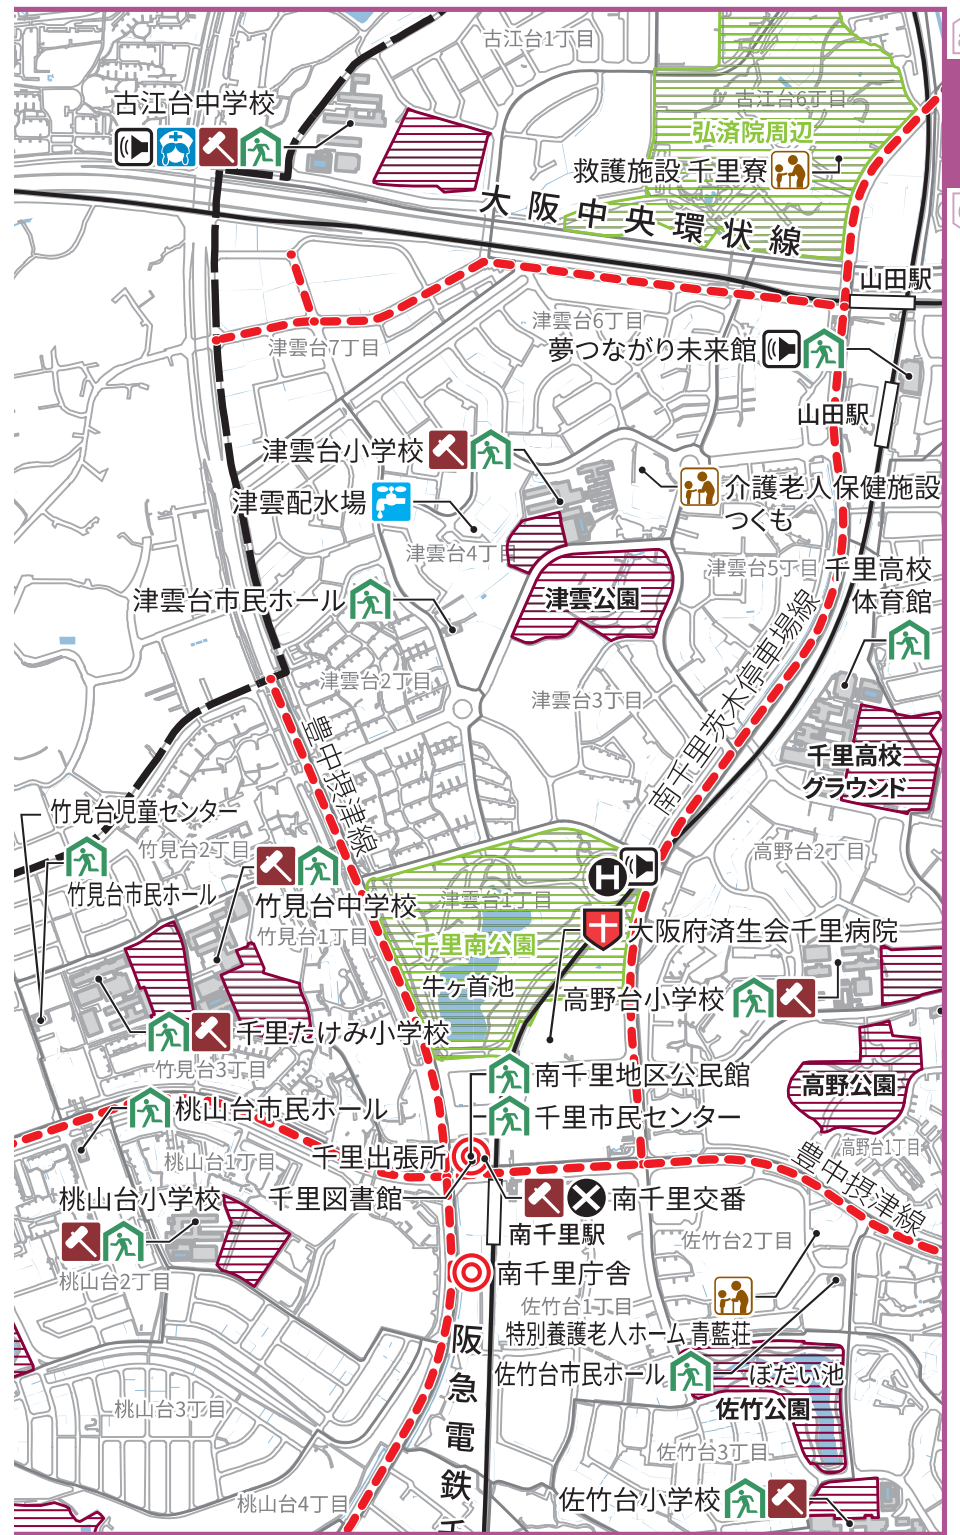 古江台1丁目
古江台中学校
古江台6丁目
弘済院周辺
救護施設 千里寮
大阪中央環状線
山田駅
津雲台6丁目
津雲台7丁目
夢つながり未来館
山田駅
津雲台小学校
介護老人保健施設
つくも
津雲配水場
津雲台4丁目
津雲台5丁目
千里高校
体育館
津雲台市民ホール
津雲公園
津雲台2丁目
津雲台3丁目
南千里茨木停車場線
豊中摂津線
千里高校
グラウンド
竹見台児童センター
竹見台2丁目
高野台2丁目
竹見台市民ホール
竹見台中学校
津雲台1丁目
竹見台1丁目
千里南公園
大阪府済生会千里病院
牛ヶ首池
高野台小学校
千里たけみ小学校
竹見台3丁目
南千里地区公民館
高野公園
桃山台市民ホール
千里市民センター
高野台1丁目
千里出張所
桃山台1丁目
豊中摂津線
桃山台小学校
千里図書館
南千里交番
南千里駅
佐竹台2丁目
桃山台2丁目
南千里庁舎
佐竹台1丁目
特別養護老人ホーム 青藍荘
佐竹台市民ホール
ぼだい池
佐竹公園
桃山台3丁目
阪急電鉄千
佐竹台3丁目
桃山台4丁目
佐竹台小学校